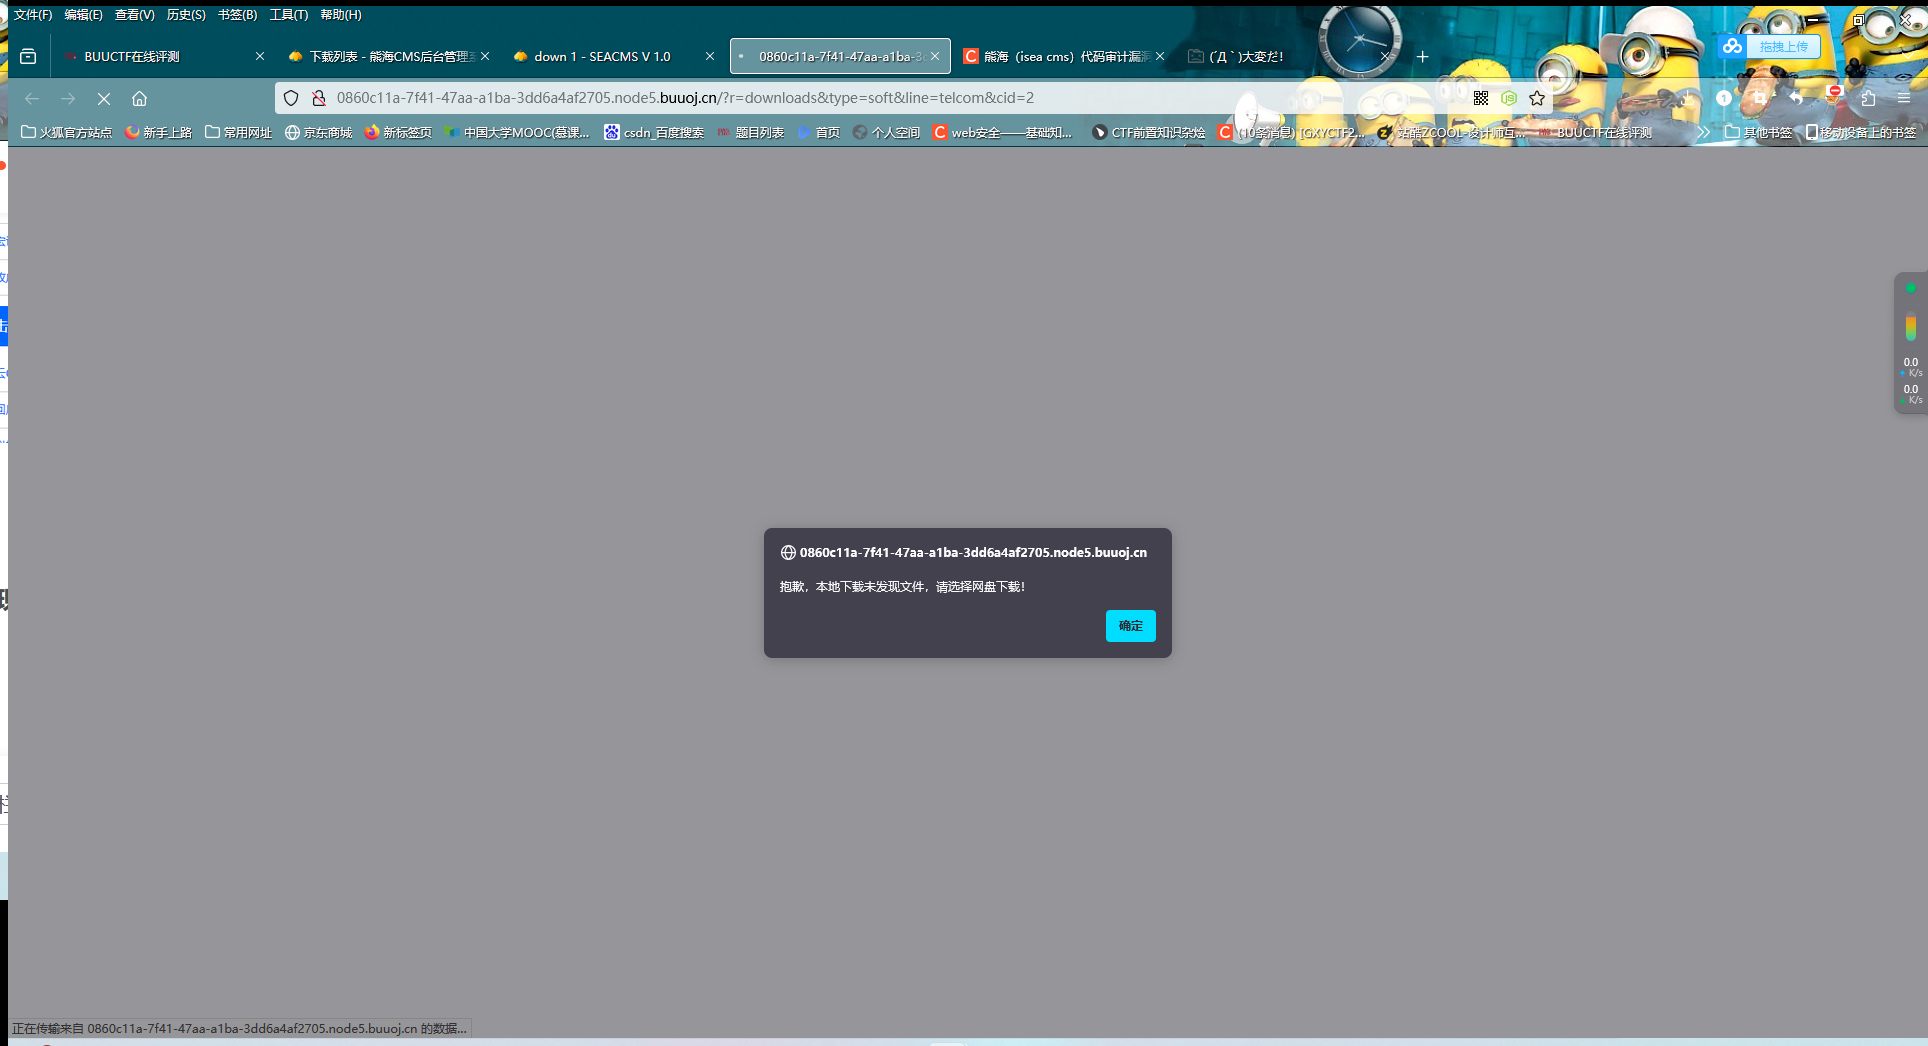 文件(F) 编辑(E) 查看(V) 历史(S) 书签(B) 工具(T) 帮助(H)
BUUCTF在线评测 下载列表 - 熊海CMS后台管理 down 1 - SEACMS V 1.0 0860c11a-7f41-47aa-a1ba-3 熊海（isea cms）代码审计漏 (´Д`)大变だ! 拖拽上传
0860c11a-7f41-47aa-a1ba-3dd6a4af2705.node5.buuoj.cn/?r=downloads&type=soft&line=telcom&cid=2
火狐官方站点 新手上路 常用网址 京东商城 新标签页 中国大学MOOC(慕课... csdn_百度搜索 题目列表 首页 个人空间 web安全——基础知... CTF前置知识杂烩 (10条消息) [GXYCTF2... 站酷ZCOOL-设计师互... BUUCTF在线评测 其他书签 移动设备上的书签
0.0
K/s
0.0
K/s
0860c11a-7f41-47aa-a1ba-3dd6a4af2705.node5.buuoj.cn
抱歉，本地下载未发现文件，请选择网盘下载！
确定
正在传输来自 0860c11a-7f41-47aa-a1ba-3dd6a4af2705.node5.buuoj.cn 的数据...